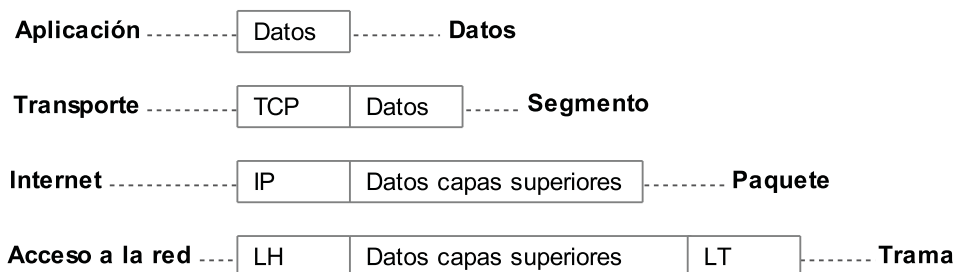 Aplicación Datos Datos
Transporte TCP Datos Segmento
Internet IP Datos capas superiores Paquete
Acceso a la red LH Datos capas superiores LT Trama